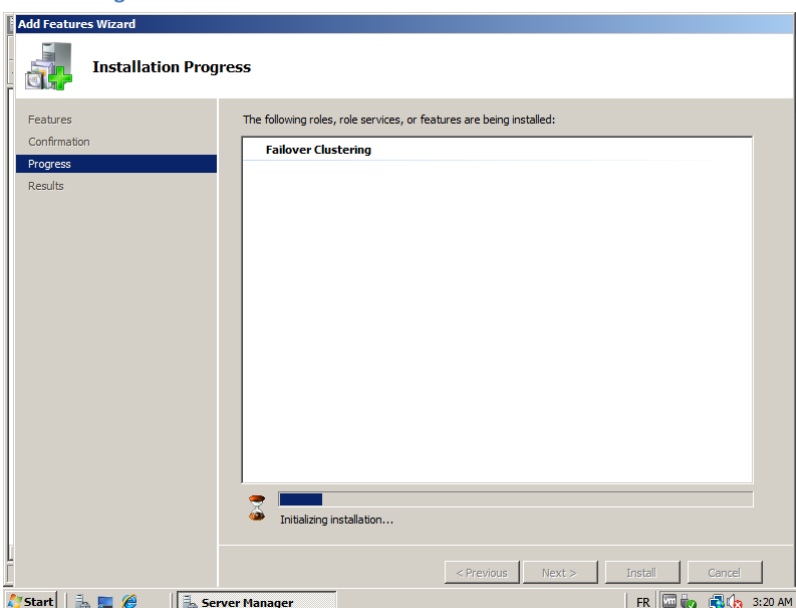 Add Features Wizard
Installation Progress
Features
Confirmation
Progress
Results
The following roles, role services, or features are being installed:
Failover Clustering
Initializing installation...
< Previous
Next >
Install
Cancel
Start
Server Manager
FR
3:20 AM